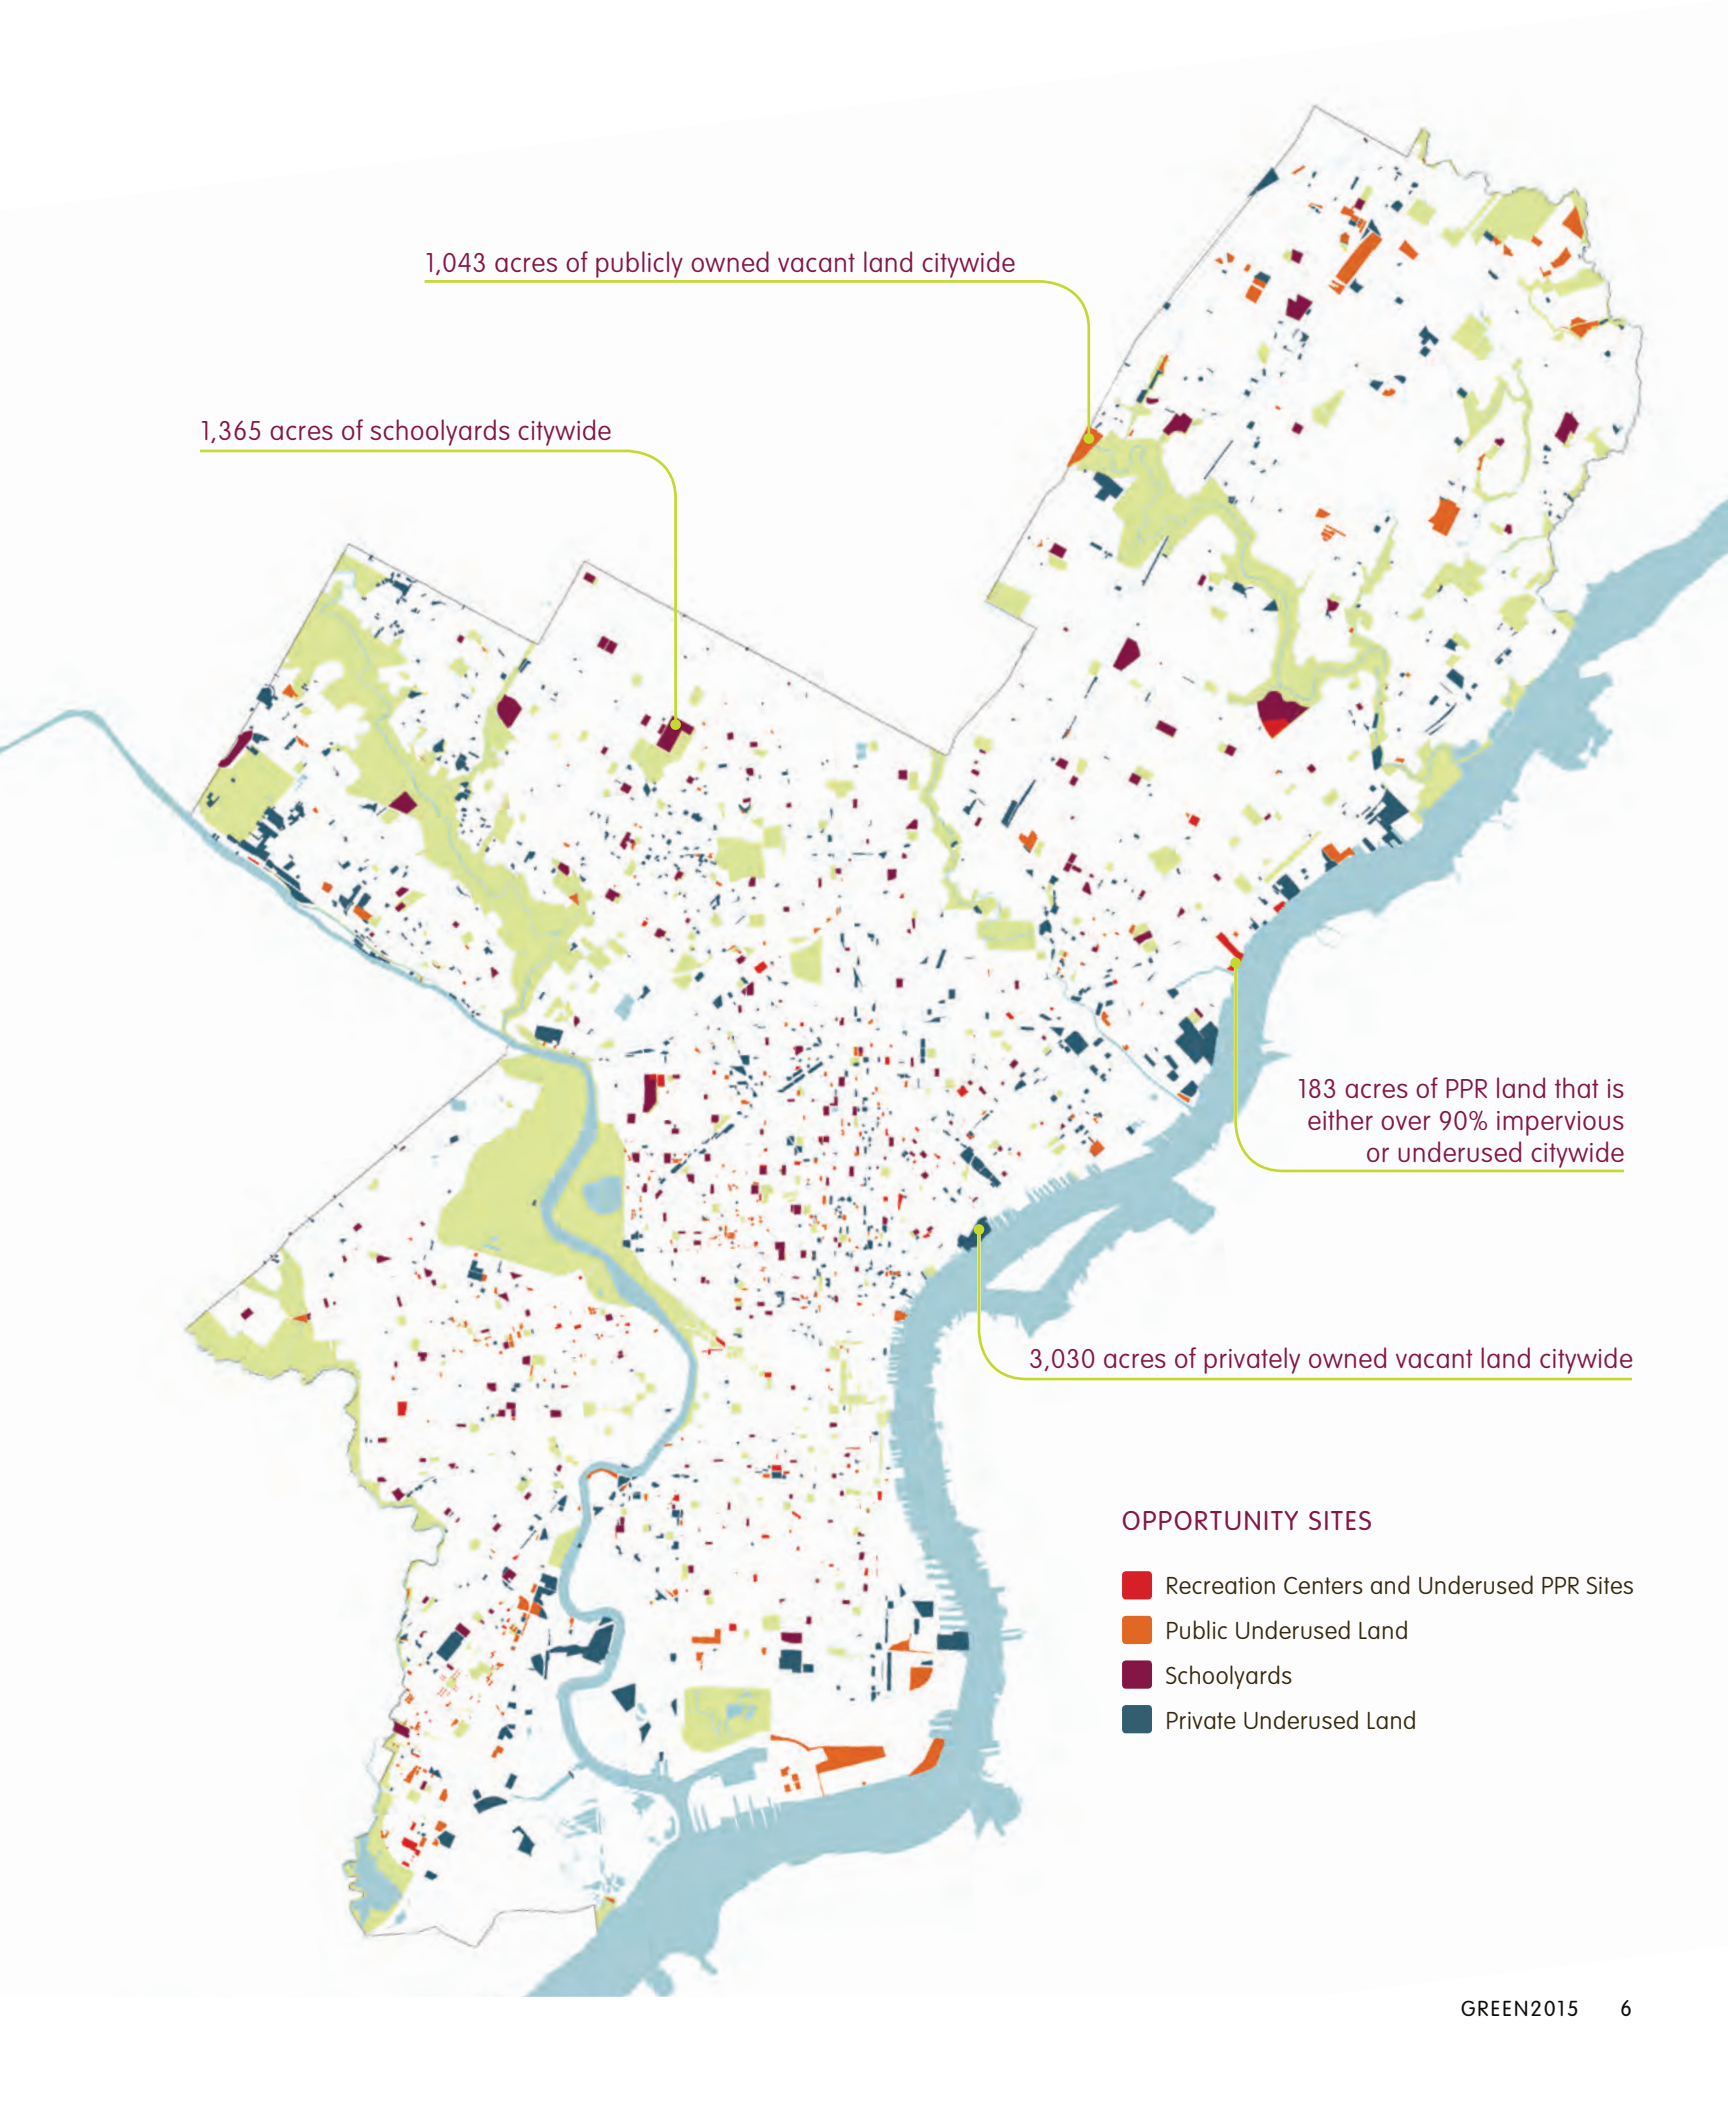 1,043 acres of publicly owned vacant land citywide
1,365 acres of schoolyards citywide
183 acres of PPR land that is
either over 90% impervious
or underused citywide
3,030 acres of privately owned vacant land citywide
OPPORTUNITY SITES
Recreation Centers and Underused PPR Sites
Public Underused Land
Schoolyards
Private Underused Land
GREEN2015 6